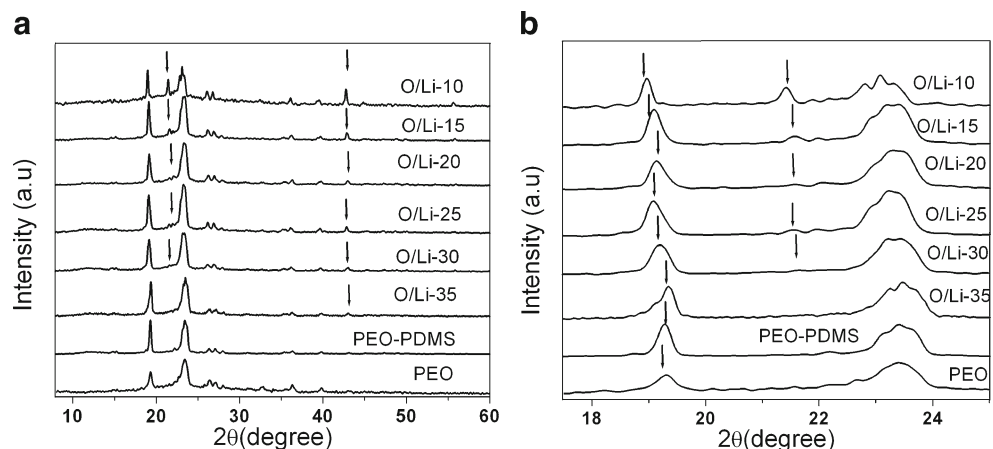 a
O/Li-10
O/Li-15
O/Li-20
O/Li-25
O/Li-30
O/Li-35
PEO-PDMS
PEO
Intensity (a.u)
10 20 30 40 50 60
2θ(degree)
b
O/Li-10
O/Li-15
O/Li-20
O/Li-25
O/Li-30
O/Li-35
PEO-PDMS
PEO
Intensity (a.u)
18 20 22 24
2θ(degree)